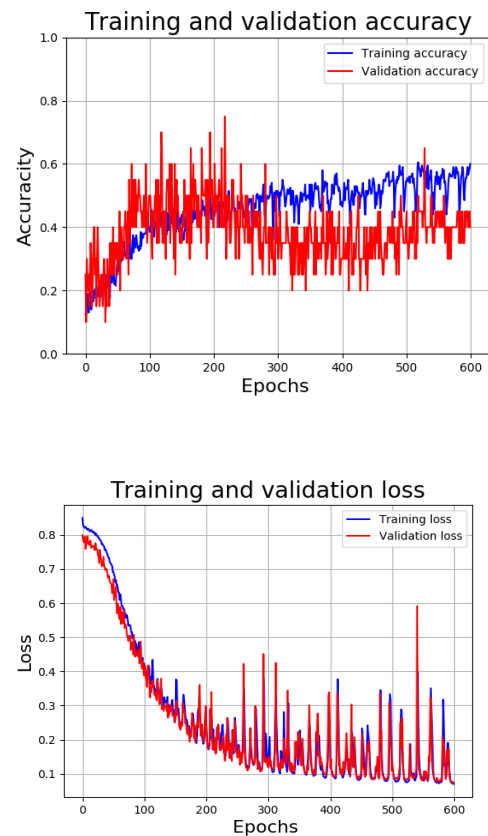 Training and validation accuracy
1.0
Training accuracy
Validation accuracy
0.8
0.6
Accuracity
0.4
0.2
0.0
0 100 200 300 400 500 600
Epochs
Training and validation loss
Training loss
Validation loss
0.8
0.7
0.6
0.5
Loss
0.4
0.3
0.2
0.1
0 100 200 300 400 500 600
Epochs